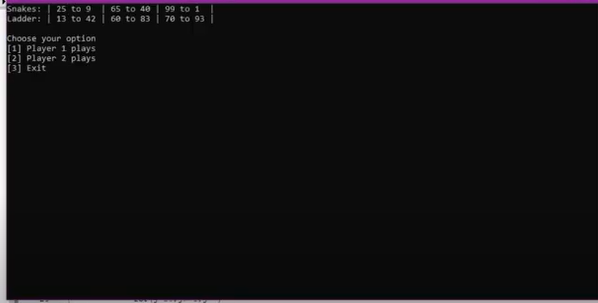 Snakes: | 25 to 9 | 65 to 40 | 99 to 1 |
Ladder: | 13 to 42 | 60 to 83 | 70 to 93 |
Choose your option
[1] Player 1 plays
[2] Player 2 plays
[3] Exit